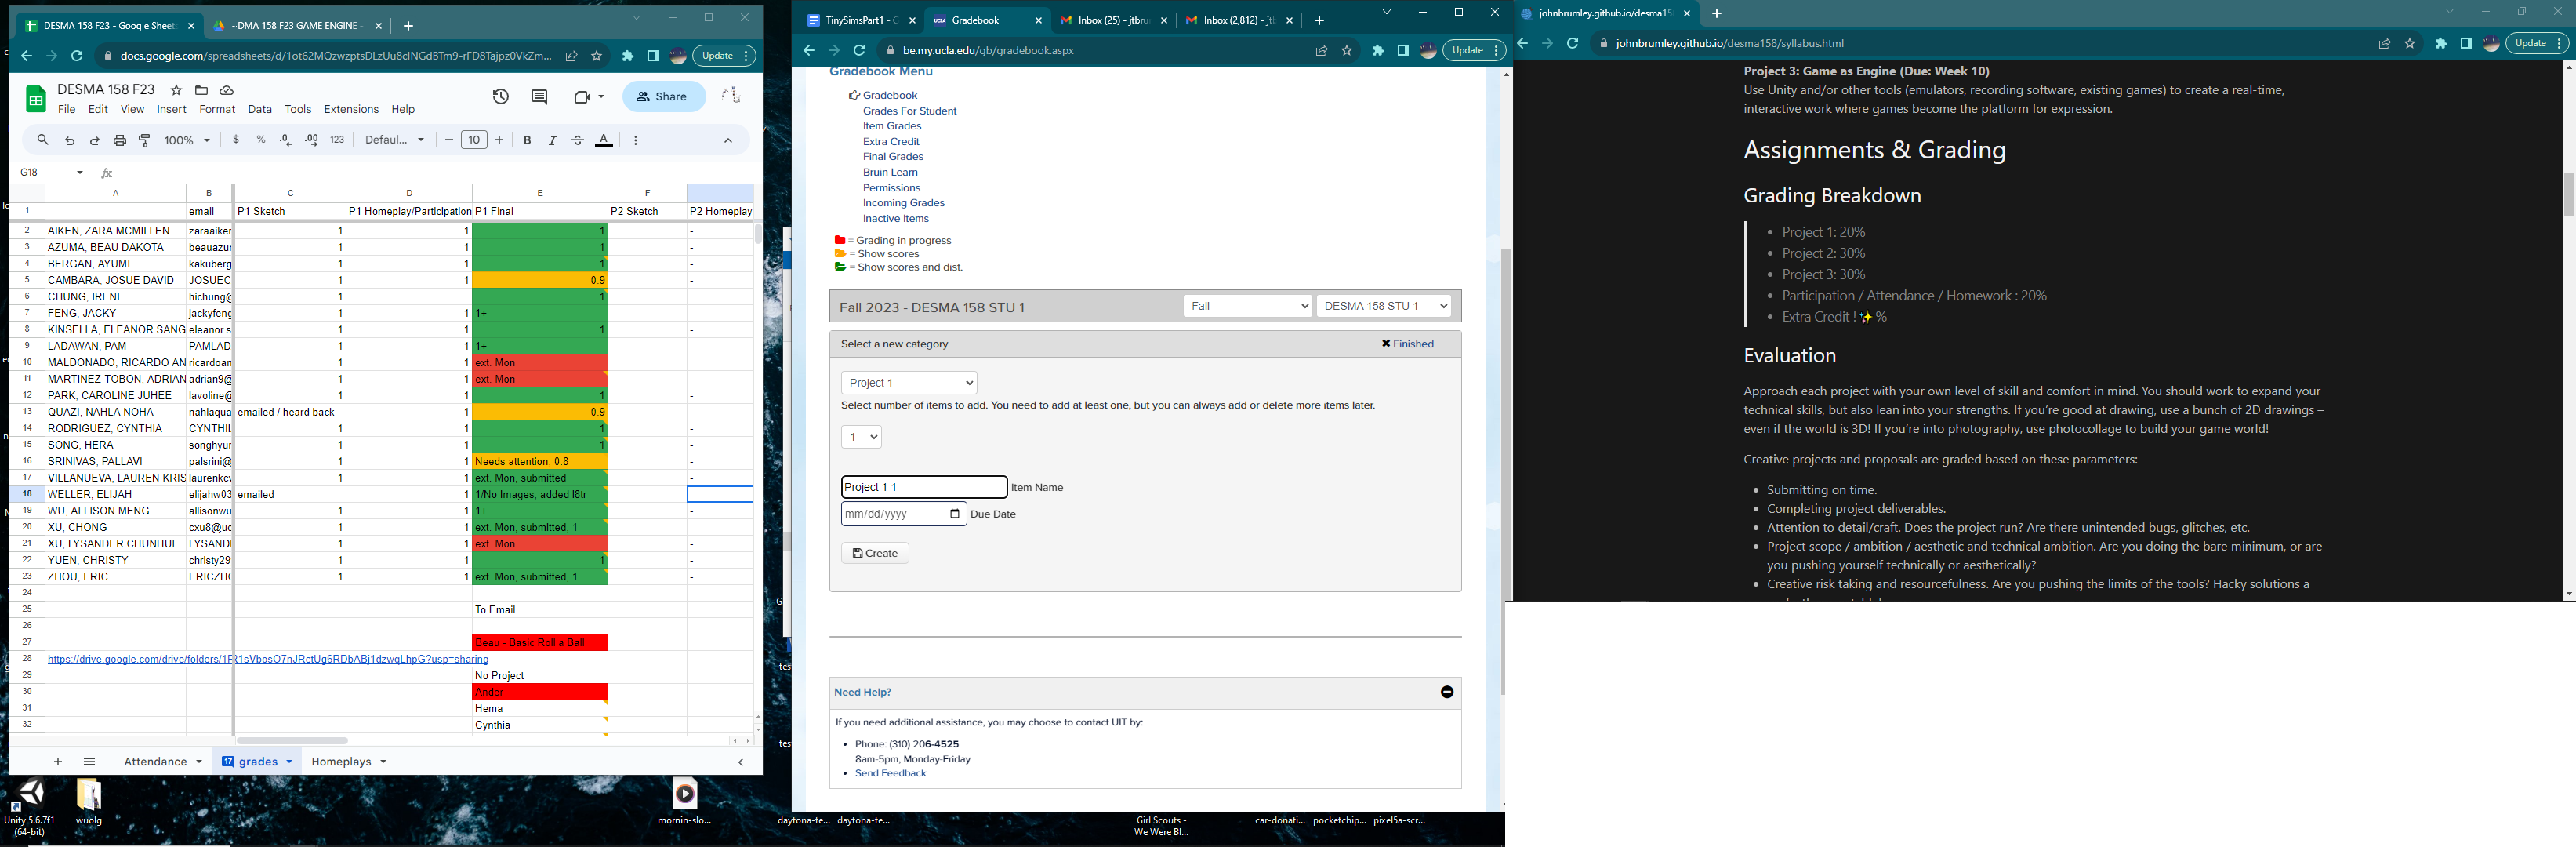 DESMA 158 F23 - Google Sheets
~DMA 158 F23 GAME ENGINE -
docs.google.com/spreadsheets/d/1ot62MQzwzptsDLzUu8clNGdBTm9-rFD8Tajpz0VkZm...
Update
DESMA 158 F23
File Edit View Insert Format Data Tools Extensions Help
Share
100% $ % .0 .00 123 Defaul... 10 B I A
G18 fx
A B C D E F
1 email P1 Sketch P1 Homeplay/Participation P1 Final P2 Sketch P2 Homeplay
2 AIKEN, ZARA MCMILLEN zaraaiken 1 1 1 -
3 AZUMA, BEAU DAKOTA beauazur 1 1 1 -
4 BERGAN, AYUMI kakuberg 1 1 1 -
5 CAMBARA, JOSUE DAVID JOSUEC 1 1 0.9 -
6 CHUNG, IRENE hichung@ 1 1
7 FENG, JACKY jackyfeng 1 1 1+ -
8 KINSELLA, ELEANOR SANG eleanor.s 1 1 1 -
9 LADAWAN, PAM PAMLAD 1 1 1+ -
10 MALDONADO, RICARDO AN ricardoan 1 1 ext. Mon
11 MARTINEZ-TOBON, ADRIAN adrian9@ 1 1 ext. Mon
12 PARK, CAROLINE JUHEE lavoline@ 1 1 1 -
13 QUAZI, NAHLA NOHA nahlaqua emailed / heard back 1 0.9 -
14 RODRIGUEZ, CYNTHIA CYNTHII 1 1 1 -
15 SONG, HERA songhyur 1 1 1 -
16 SRINIVAS, PALLAVI palsrini@ 1 1 Needs attention, 0.8 -
17 VILLANUEVA, LAUREN KRIS laurenkcv 1 1 ext. Mon, submitted -
18 WELLER, ELIJAH elijahw03 emailed 1 1/No Images, added l8tr
19 WU, ALLISON MENG allisonwu 1 1 1+ -
20 XU, CHONG cxu8@uc 1 1 ext. Mon, submitted, 1
21 XU, LYSANDER CHUNHUI LYSANDI 1 1 ext. Mon -
22 YUEN, CHRISTY christy29 1 1 1 -
23 ZHOU, ERIC ERICZHO 1 1 ext. Mon, submitted, 1 -
24
25 To Email
26
27 Beau - Basic Roll a Ball
28 https://drive.google.com/drive/folders/1FR1sVbosO7nJRctUg6RDbABj1dzwqLhpG?usp=sharing
29 No Project
30 Ander
31 Hema
32 Cynthia
Attendance 17 grades Homeplays
Unity 5.6.7f1
(64-bit)
wuolg
mornin-slo...
TinySimsPart1 - G
UCLA Gradebook
Inbox (25) - jtbru
Inbox (2,812) - jt
be.my.ucla.edu/gb/gradebook.aspx
Update
Gradebook Menu
Gradebook
Grades For Student
Item Grades
Extra Credit
Final Grades
Bruin Learn
Permissions
Incoming Grades
Inactive Items
= Grading in progress
= Show scores
= Show scores and dist.
Fall 2023 - DESMA 158 STU 1 Fall DESMA 158 STU 1
Select a new category Finished
Project 1
Select number of items to add. You need to add at least one, but you can always add or delete more items later.
1
Project 1 1 Item Name
mm/dd/yyyy Due Date
Create
Need Help?
If you need additional assistance, you may choose to contact UIT by:
Phone: (310) 206-4525
8am-5pm, Monday-Friday
Send Feedback
daytona-te... daytona-te...
Girl Scouts -
We Were Bl...
car-donati... pocketchip... pixel5a-scr...
johnbrumley.github.io/desma15
johnbrumley.github.io/desma158/syllabus.html
Update
Project 3: Game as Engine (Due: Week 10)
Use Unity and/or other tools (emulators, recording software, existing games) to create a real-time,
interactive work where games become the platform for expression.
Assignments & Grading
Grading Breakdown
Project 1: 20%
Project 2: 30%
Project 3: 30%
Participation / Attendance / Homework : 20%
Extra Credit ! ✨ %
Evaluation
Approach each project with your own level of skill and comfort in mind. You should work to expand your
technical skills, but also lean into your strengths. If you're good at drawing, use a bunch of 2D drawings –
even if the world is 3D! If you're into photography, use photocollage to build your game world!
Creative projects and proposals are graded based on these parameters:
Submitting on time.
Completing project deliverables.
Attention to detail/craft. Does the project run? Are there unintended bugs, glitches, etc.
Project scope / ambition / aesthetic and technical ambition. Are you doing the bare minimum, or are
you pushing yourself technically or aesthetically?
Creative risk taking and resourcefulness. Are you pushing the limits of the tools? Hacky solutions a